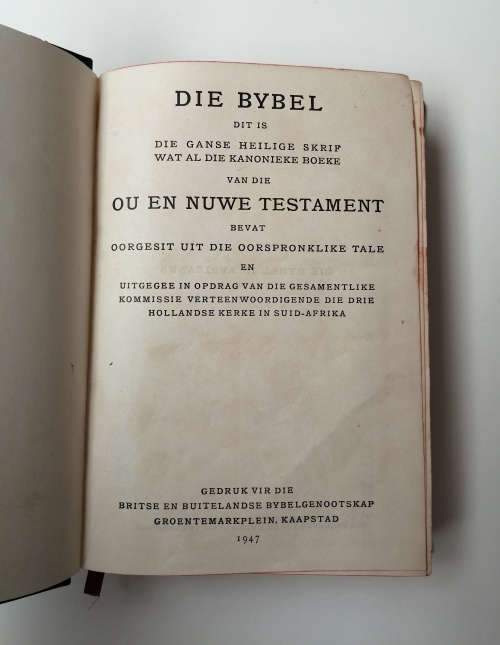 DIE BYBEL
DIT IS
DIE GANSE HEILIGE SKRIF
WAT AL DIE KANONIEKE BOEKE
VAN DIE
OU EN NUWE TESTAMENT
BEVAT
OORGESIT UIT DIE OORSPRONKLIKE TALE
EN
UITGEGEE IN OPDRAG VAN DIE GESAMENTLIKE
KOMMISSIE VERTEENWOORDIGENDE DIE DRIE
HOLLANDSE KERKE IN SUID-AFRIKA
GEDRUK VIR DIE
BRITSE EN BUITELANDSE BYBELGENOOTSKAP
GROENTEMARKPLEIN, KAAPSTAD
1947